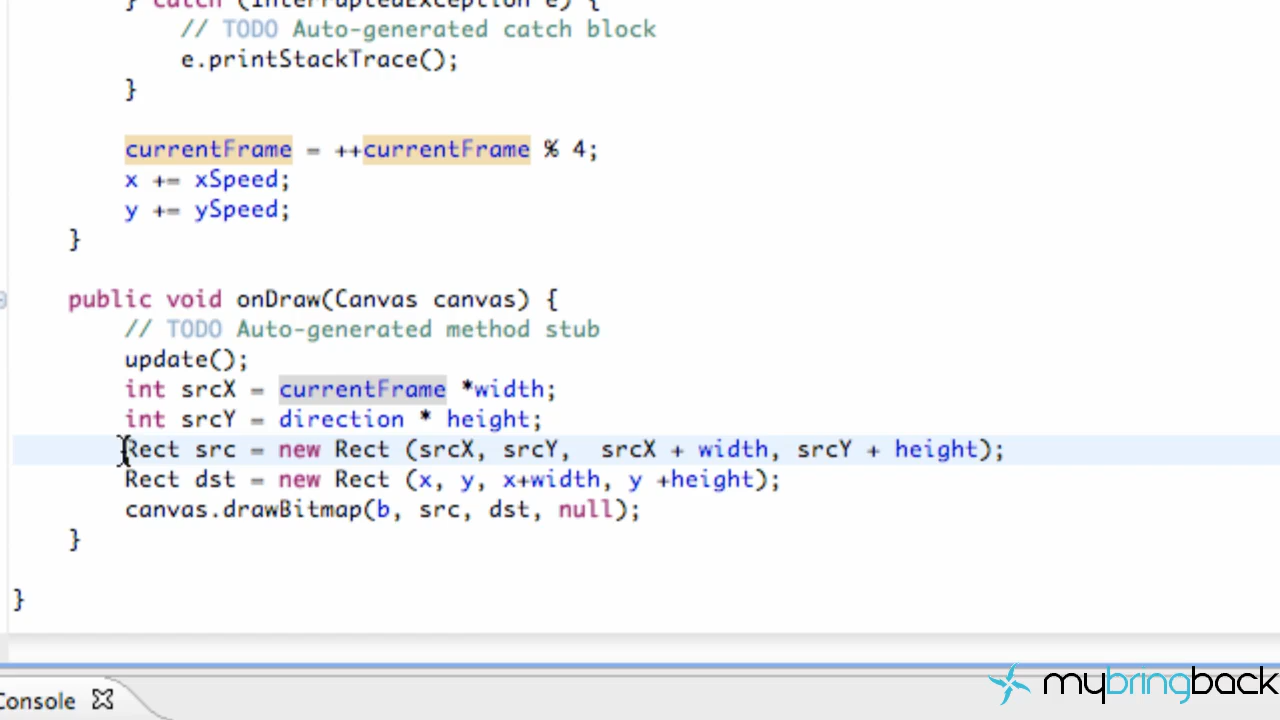 } catch (InterruptedException e) {
// TODO Auto-generated catch block
e.printStackTrace();
}
currentFrame = ++currentFrame % 4;
x += xSpeed;
y += ySpeed;
}
public void onDraw(Canvas canvas) {
// TODO Auto-generated method stub
update();
int srcX = currentFrame *width;
int srcY = direction * height;
Rect src = new Rect (srcX, srcY,  srcX + width, srcY + height);
Rect dst = new Rect (x, y, x+width, y +height);
canvas.drawBitmap(b, src, dst, null);
}
}
Console
mybringback